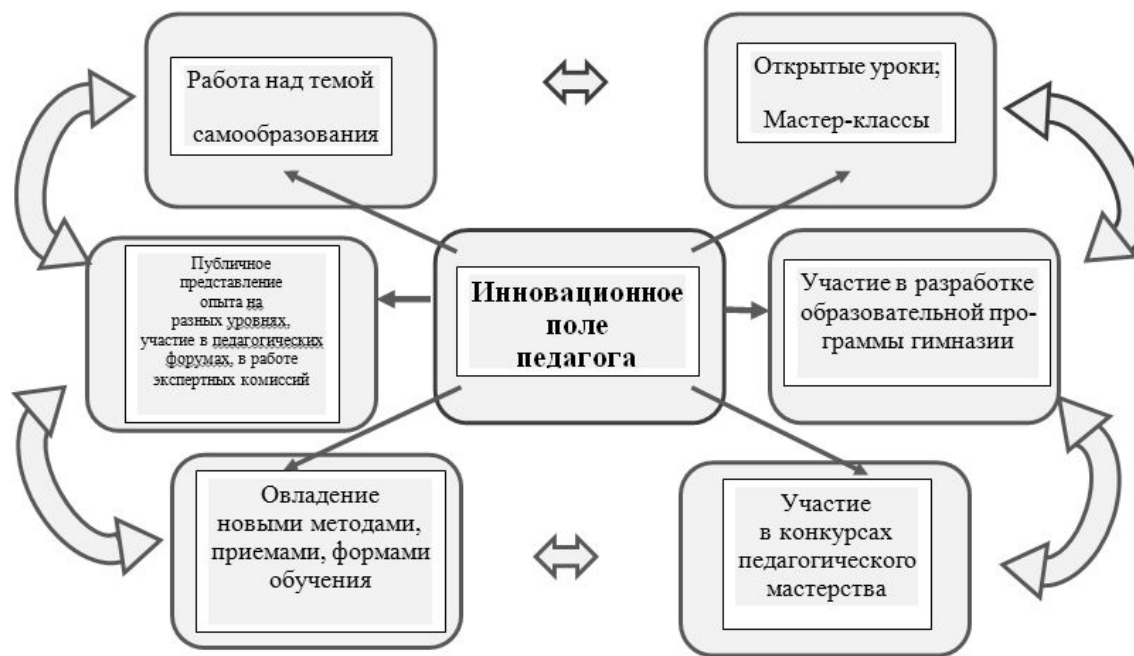 Работа над темой
самообразования
Открытые уроки;
Мастер-классы
Публичное
представление
опыта на
разных уровнях,
участие в педагогических
форумах, в работе
экспертных комиссий
Инновационное
поле
педагога
Участие в разработке
образовательной про-
граммы гимназии
Овладение
новыми методами,
приемами, формами
обучения
Участие
в конкурсах
педагогического
мастерства